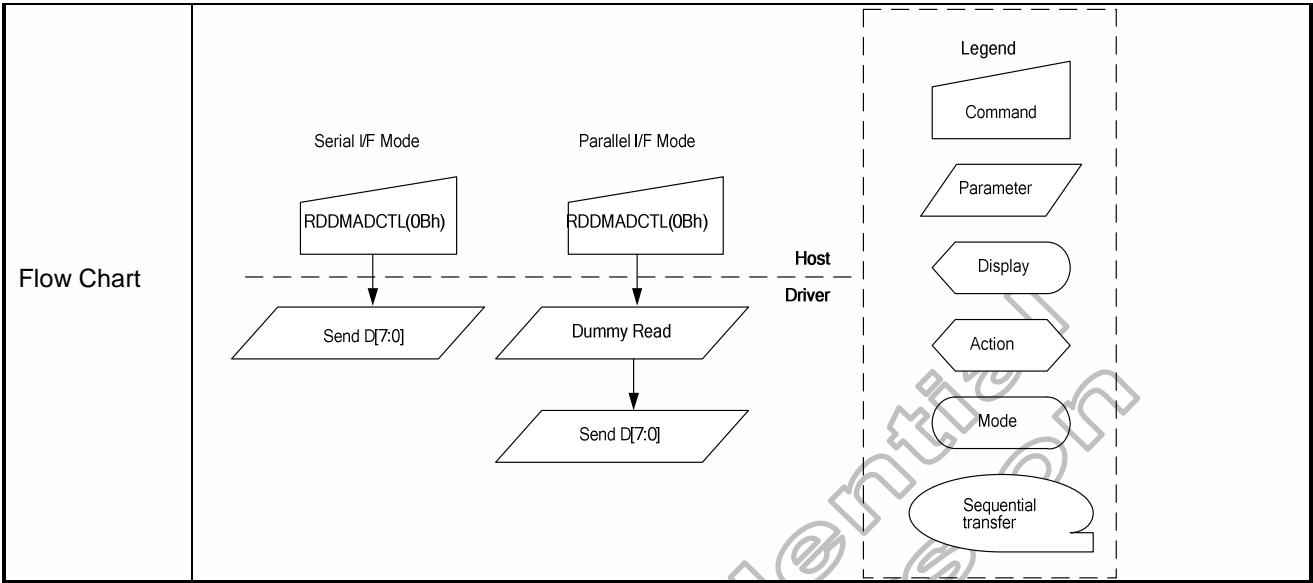 Flow Chart
Serial I/F Mode
Parallel I/F Mode
RDDMADCTL(0Bh)
RDDMADCTL(0Bh)
Host
Driver
Send D[7:0]
Dummy Read
Send D[7:0]
Legend
Command
Parameter
Display
Action
Mode
Sequential
transfer